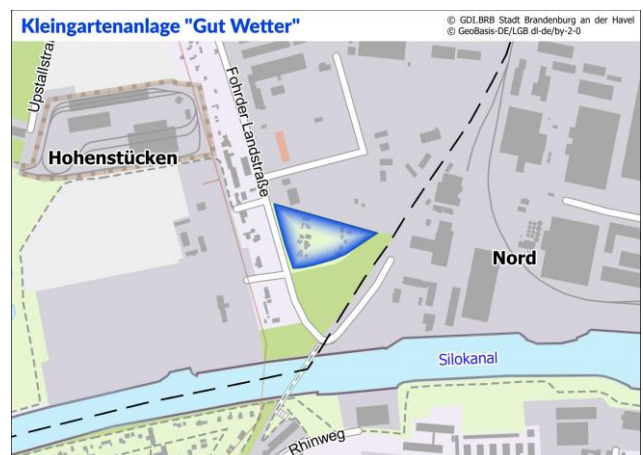 Kleingartenanlage "Gut Wetter"
© GDI.BRB Stadt Brandenburg an der Havel
© GeoBasis-DE/LGB dl-de/by-2-0
Upstallstra
Fohrder Landstraße
Hohenstücken
Nord
Silokanal
Rhinweg